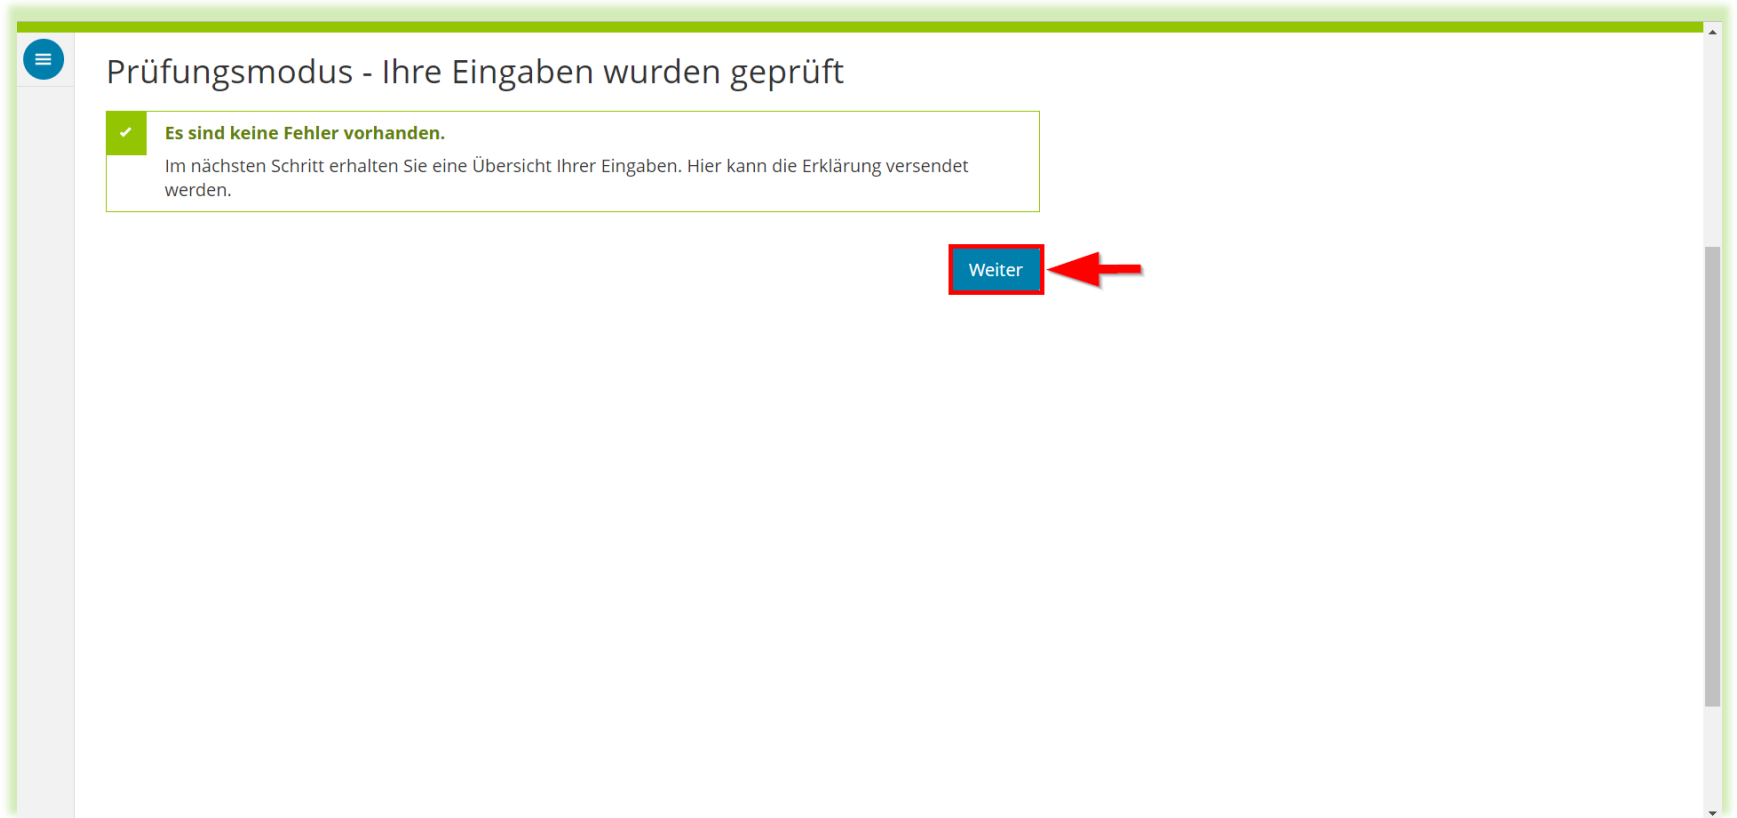 Prüfungsmodus - Ihre Eingaben wurden geprüft
Es sind keine Fehler vorhanden.
Im nächsten Schritt erhalten Sie eine Übersicht Ihrer Eingaben. Hier kann die Erklärung versendet
werden.
Weiter